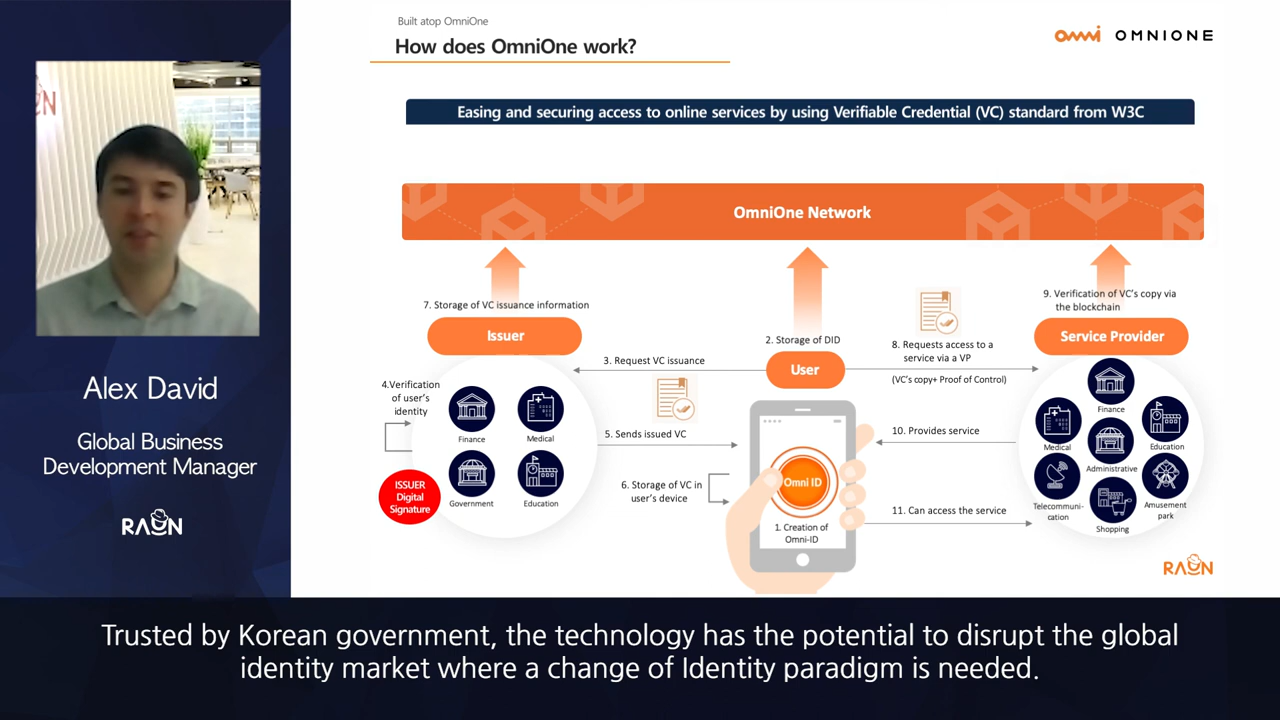 Built atop OmniOne
How does OmniOne work?
omni OMNIONE
Easing and securing access to online services by using Verifiable Credential (VC) standard from W3C
OmniOne Network
7. Storage of VC issuance information
Issuer
4.Verification
of user's
identity
Finance
Medical
Government
Education
ISSUER
Digital
Signature
2. Storage of DID
User
3. Request VC issuance
5. Sends issued VC
6. Storage of VC in
user's device
Omni ID
1. Creation of
Omni-ID
8. Requests access to a
service via a VP
(VC's copy+ Proof of Control)
10. Provides service
11. Can access the service
9. Verification of VC's copy via
the blockchain
Service Provider
Finance
Medical
Education
Administrative
Telecommuni-
cation
Amusement
park
Shopping
RAON
Alex David
Global Business
Development Manager
RAON
Trusted by Korean government, the technology has the potential to disrupt the global
identity market where a change of Identity paradigm is needed.